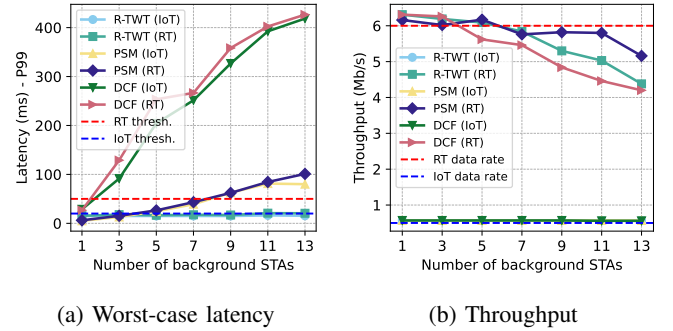 R-TWT (IoT)
R-TWT (RT)
PSM (IoT)
PSM (RT)
DCF (IoT)
DCF (RT)
RT thresh.
IoT thresh.
400
300
200
100
0
Latency (ms) - P99
1 3 5 7 9 11 13
Number of background STAs
(a) Worst-case latency
6
5
4
3
2
1
Throughput (Mb/s)
R-TWT (IoT)
R-TWT (RT)
PSM (IoT)
PSM (RT)
DCF (IoT)
DCF (RT)
RT data rate
IoT data rate
1 3 5 7 9 11 13
Number of background STAs
(b) Throughput